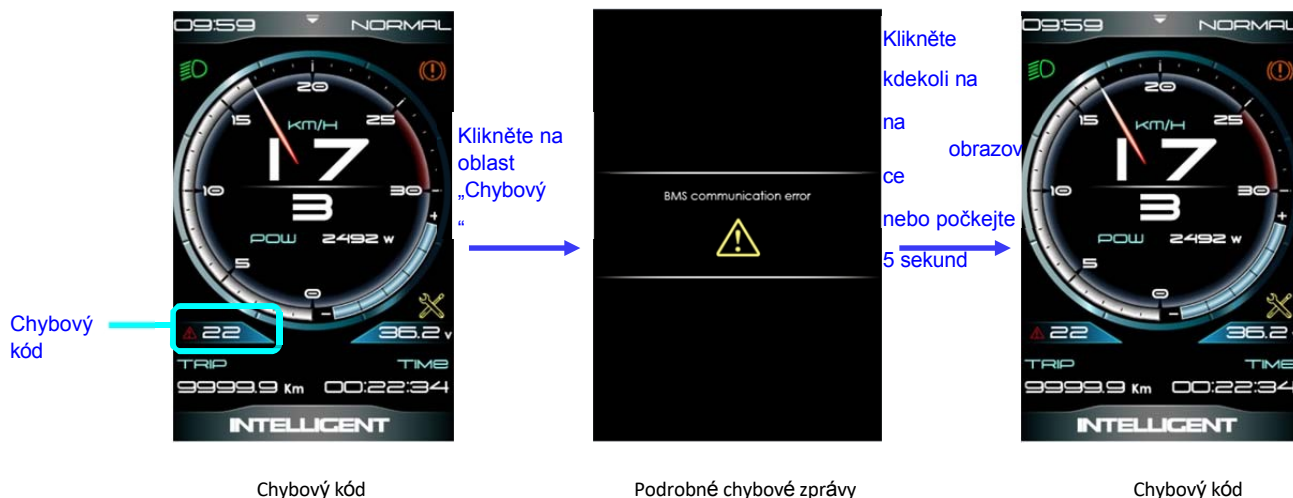 09:59 NORMAL
20
15 25
KM/H
17
10 30
3
+
POW 2492 w
5
0
-
22 36.2 v
TRIP TIME
9999.9 Km 00:22:34
INTELLIGENT
Chybový
kód
Chybový kód
Klikněte na
oblast
„Chybový
“
BMS communication error
Podrobné chybové zprávy
Klikněte
kdekoli na
na
obrazov
ce
nebo počkejte
5 sekund
09:59 NORMAL
20
15 25
KM/H
17
10 30
3
+
POW 2492 w
5
0
-
22 36.2 v
TRIP TIME
9999.9 Km 00:22:34
INTELLIGENT
Chybový kód